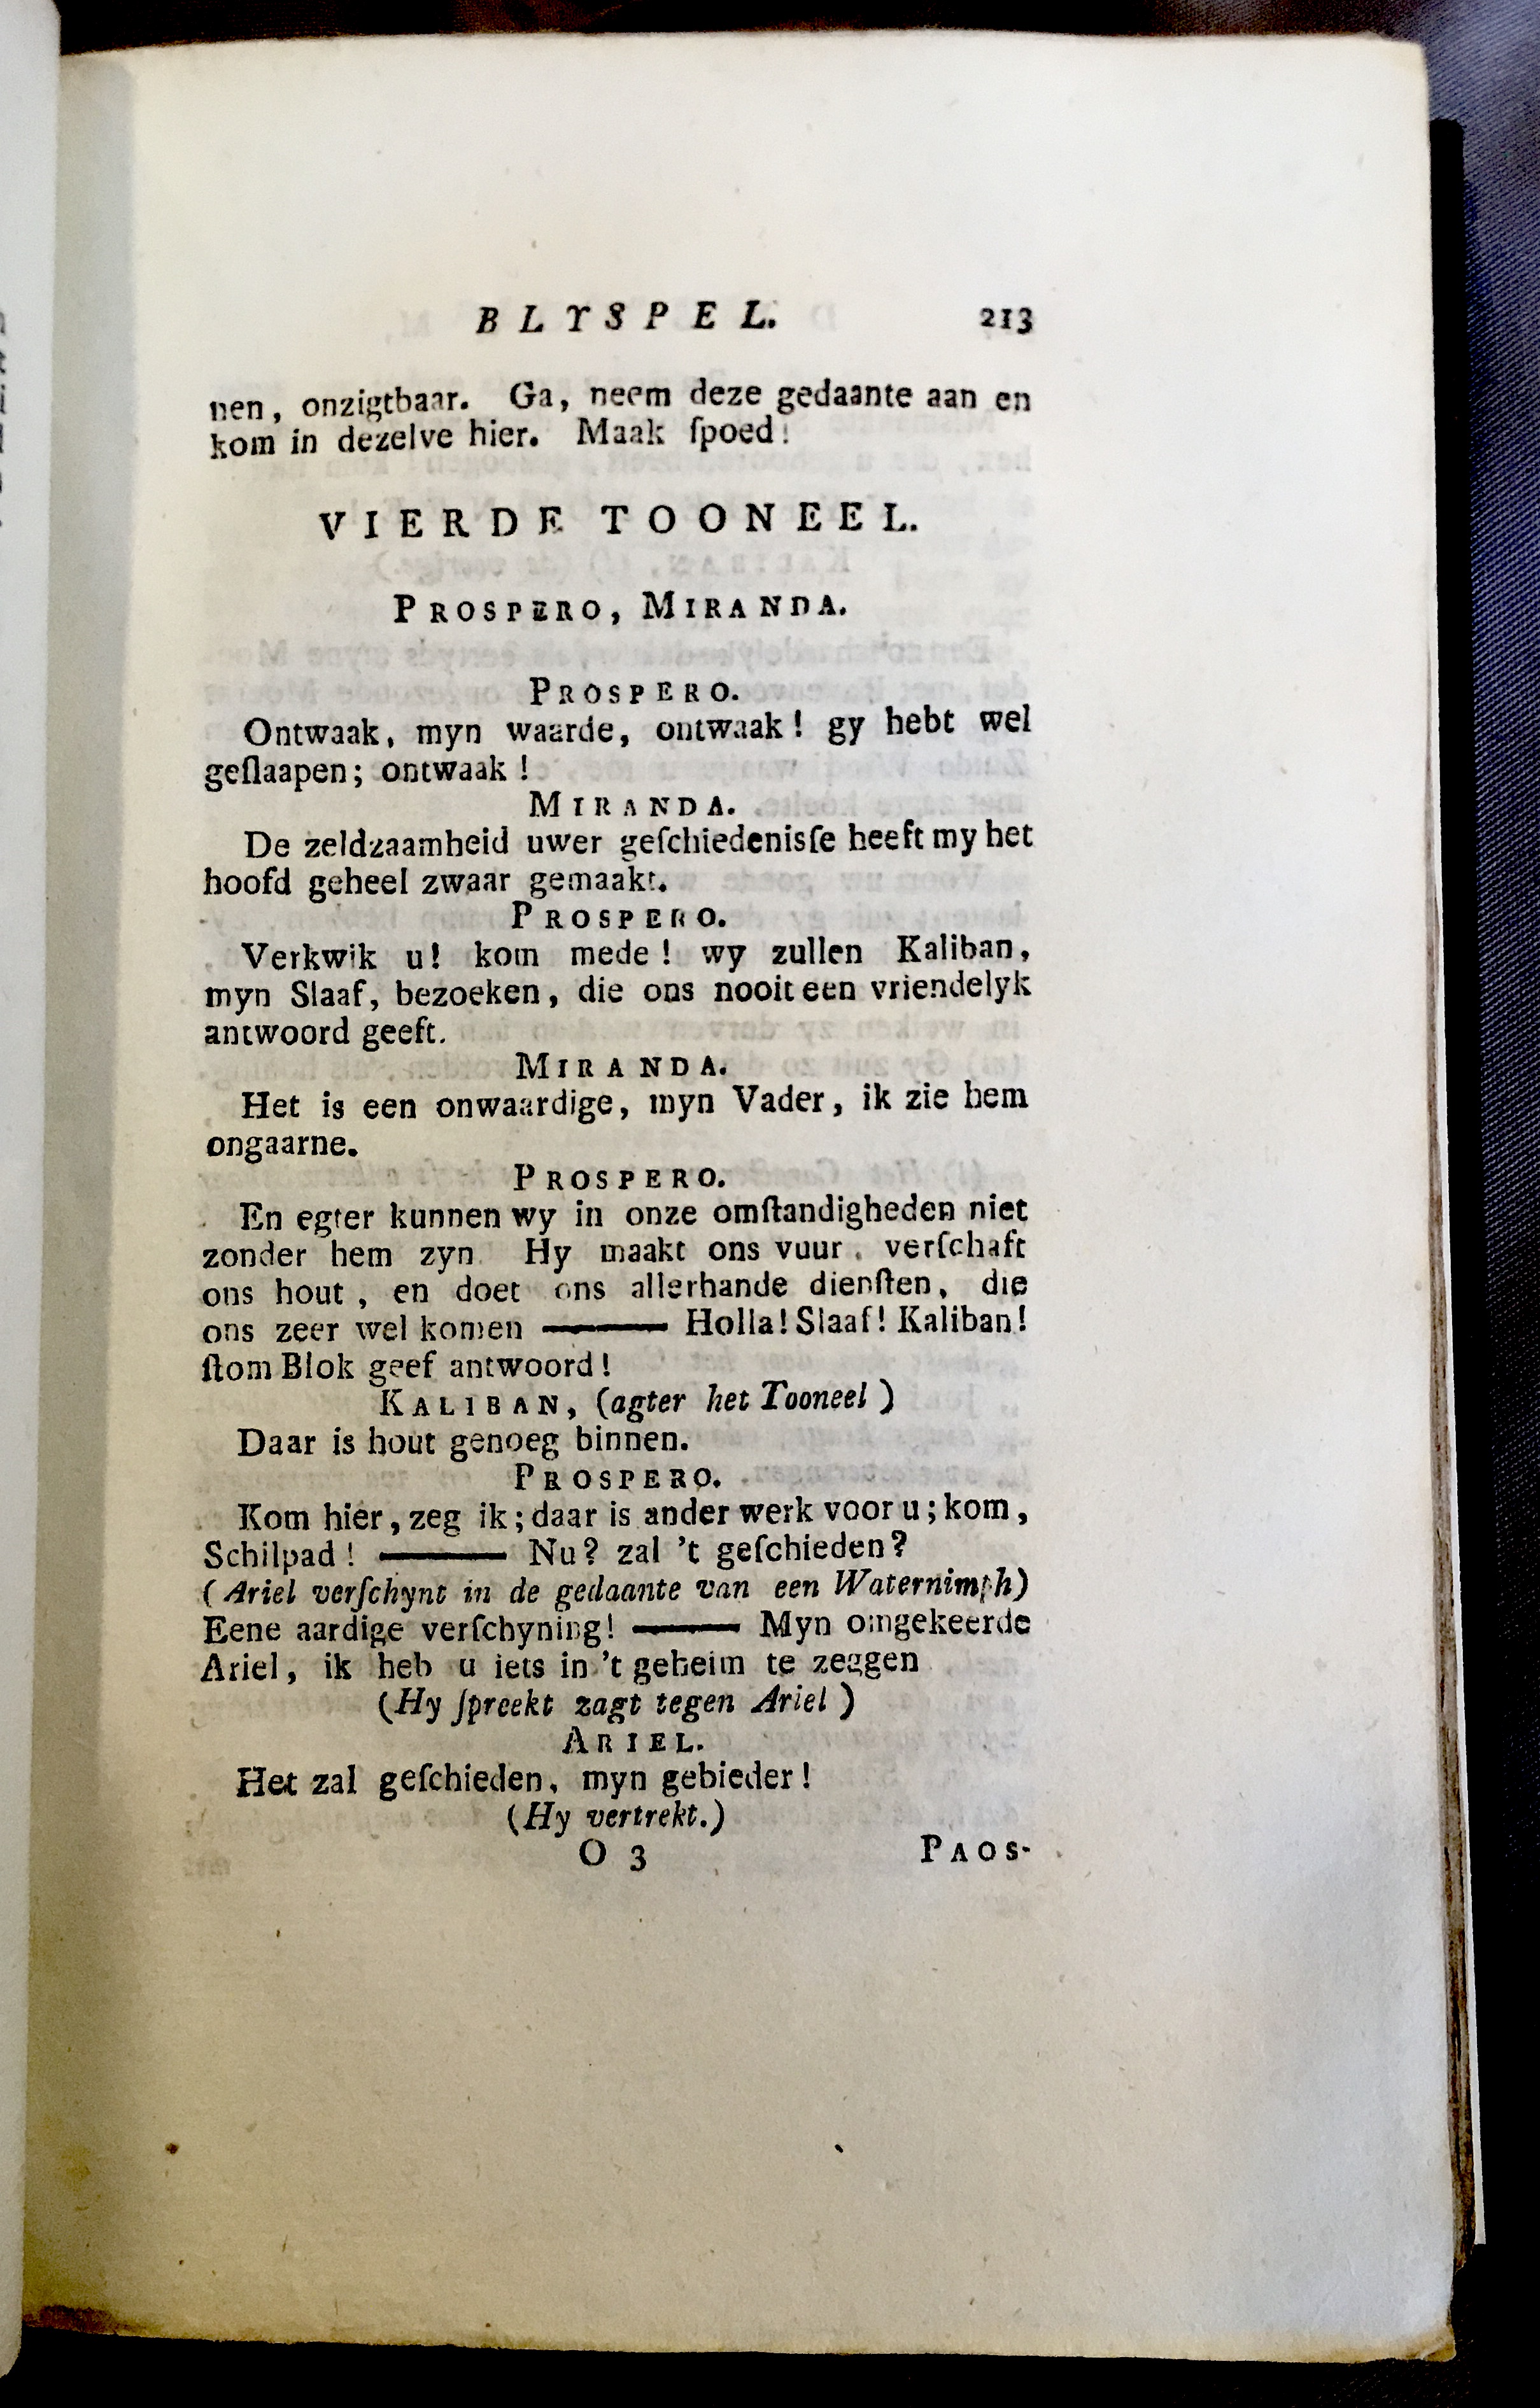 BLYSPEL. 213
nen, onzigtbaar. Ga, neem deze gedaante aan en
kom in dezelve hier. Maak ſpoed!
VIERDE TOONEEL.
PROSPERO, MIRANDA.
PROSPERO.
Ontwaak, myn waarde, ontwaak! gy hebt wel
geſlaapen; ontwaak!
MIRANDA.
De zeldzaamheid uwer geſchiedenisſe heeft my het
hoofd geheel zwaar gemaakt.
PROSPERO.
Verkwik u! kom mede! wy zullen Kaliban,
myn Slaaf, bezoeken, die ons nooit een vriendelyk
antwoord geeft.
MIRANDA.
Het is een onwaardige, myn Vader, ik zie hem
ongaarne.
PROSPERO.
En egter kunnen wy in onze omſtandigheden niet
zonder hem zyn. Hy maakt ons vuur, verſchaft
ons hout, en doet ons allerhande dienſten, die
ons zeer wel komen —— Holla! Slaaf! Kaliban!
ſtom Blok geef antwoord!
KALIBAN, (agter het Tooneel)
Daar is hout genoeg binnen.
PROSPERO.
Kom hier, zeg ik; daar is ander werk voor u; kom,
Schilpad! —— Nu? zal 't geſchieden?
(Ariel verſchynt in de gedaante van een Waternimph)
Eene aardige verſchyning! —— Myn omgekeerde
Ariel, ik heb u iets in 't geheim te zeggen
(Hy ſpreekt zagt tegen Ariel)
ARIEL.
Het zal geſchieden, myn gebieder!
(Hy vertrekt.)
O 3 PAOS-